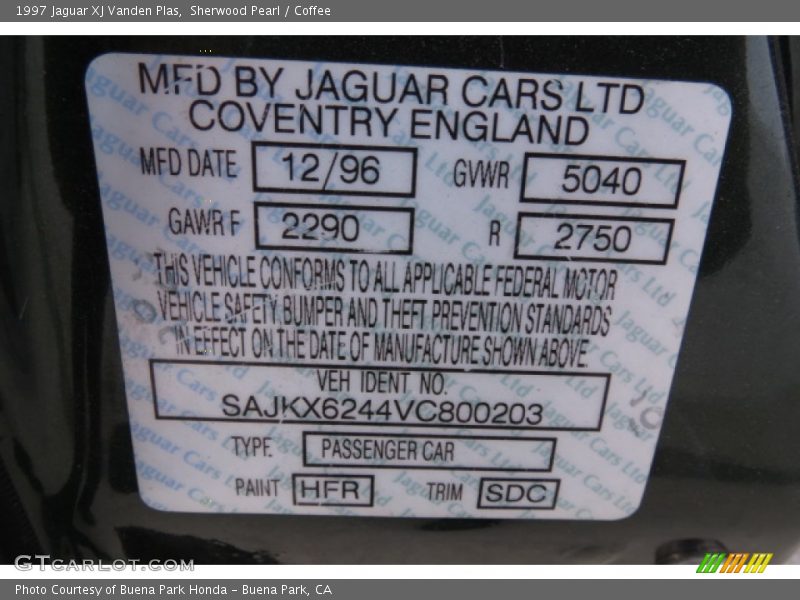 1997 Jaguar XJ Vanden Plas, Sherwood Pearl / Coffee
MFD BY JAGUAR CARS LTD
COVENTRY ENGLAND
MFD DATE 12/96 GVWR 5040
GAWR F 2290 R 2750
THIS VEHICLE CONFORMS TO ALL APPLICABLE FEDERAL MOTOR
VEHICLE SAFETY, BUMPER AND THEFT PREVENTION STANDARDS
IN EFFECT ON THE DATE OF MANUFACTURE SHOWN ABOVE.
VEH IDENT NO.
SAJKX6244VC800203
TYPE. PASSENGER CAR
PAINT HFR TRIM SDC
GTCarLot.com
Photo Courtesy of Buena Park Honda - Buena Park, CA